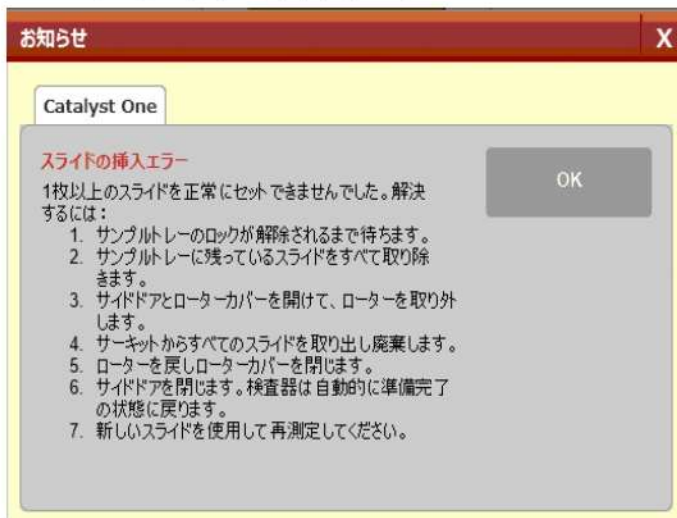 お知らせ
X
Catalyst One
スライドの挿入エラー
OK
1枚以上のスライドを正常にセットできませんでした。解決
するには：
1. サンプルトレーのロックが解除されるまで待ちます。
2. サンプルトレーに残っているスライドをすべて取り除
きます。
3. サイドドアとローターカバーを開けて、ローターを取り外
します。
4. サーキットからすべてのスライドを取り出し廃棄します。
5. ローターを戻しローターカバーを閉じます。
6. サイドドアを閉じます。検査器は自動的に準備完了
の状態に戻ります。
7. 新しいスライドを使用して再測定してください。